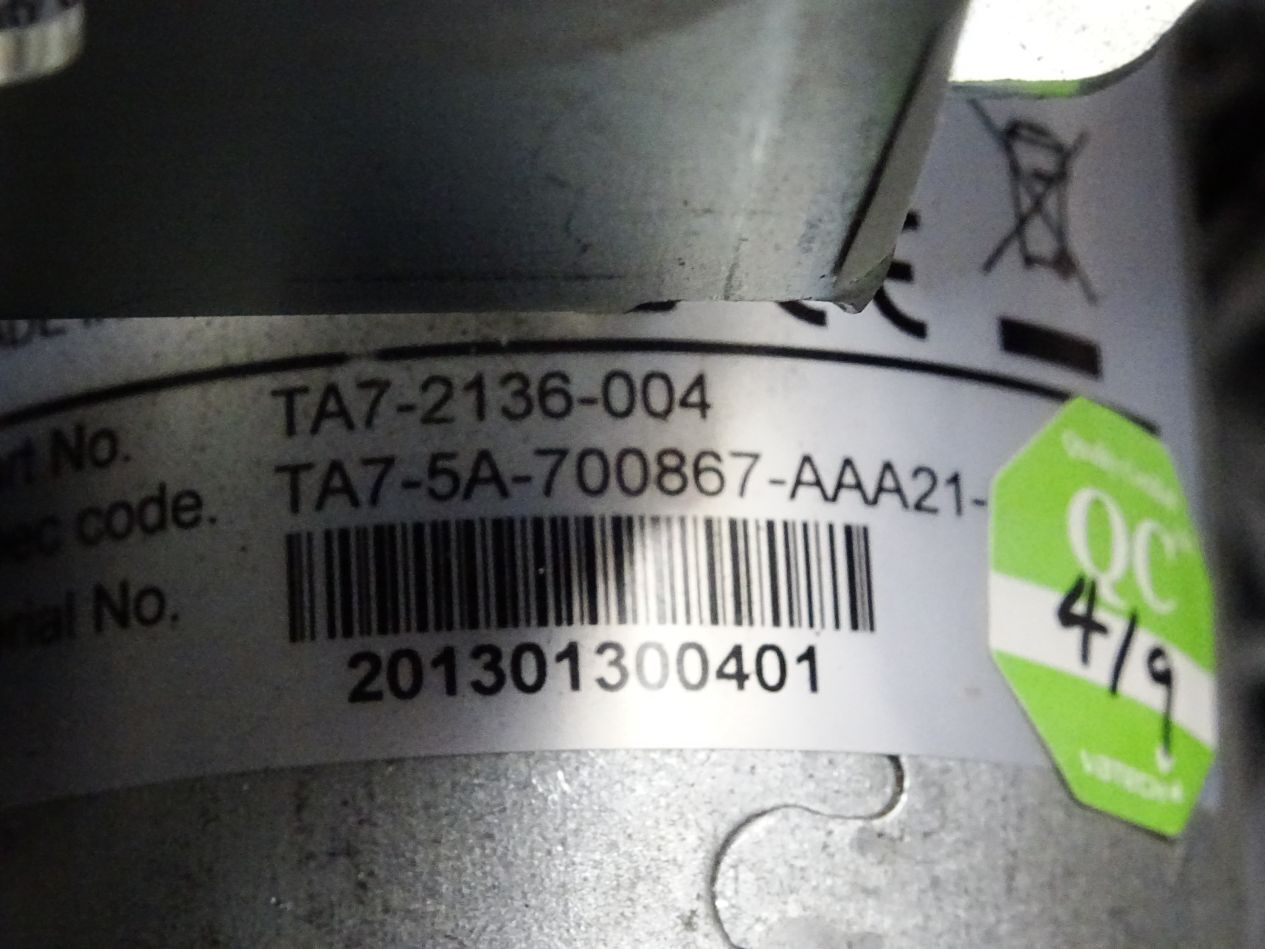 rt No. TA7-2136-004
ec code. TA7-5A-700867-AAA21-
rial No.
201301300401
QC
4/9